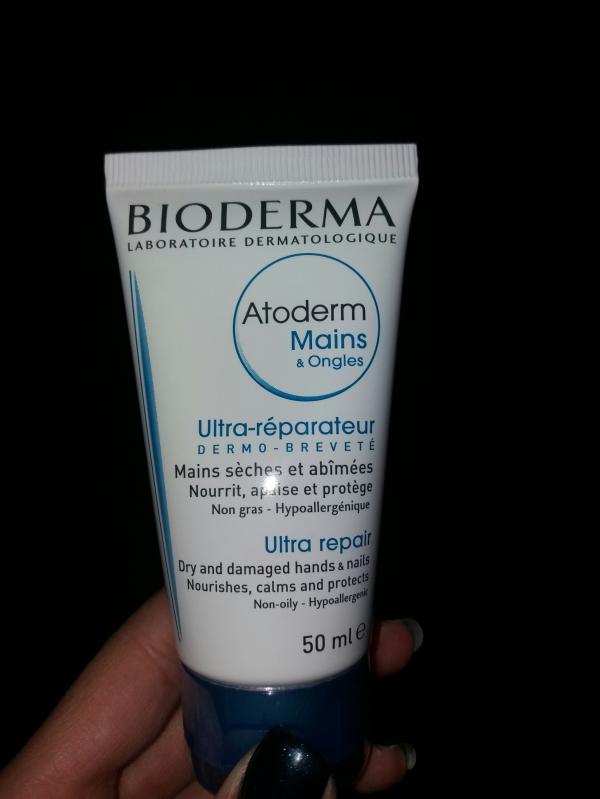 BIODERMA
LABORATOIRE DERMATOLOGIQUE
Atoderm
Mains
& Ongles
Ultra-réparateur
DERMO-BREVETÉ
Mains sèches et abîmées
Nourrit, apaise et protège
Non gras - Hypoallergénique
Ultra repair
Dry and damaged hands & nails
Nourishes, calms and protects
Non-oily - Hypoallergenic
50 ml e